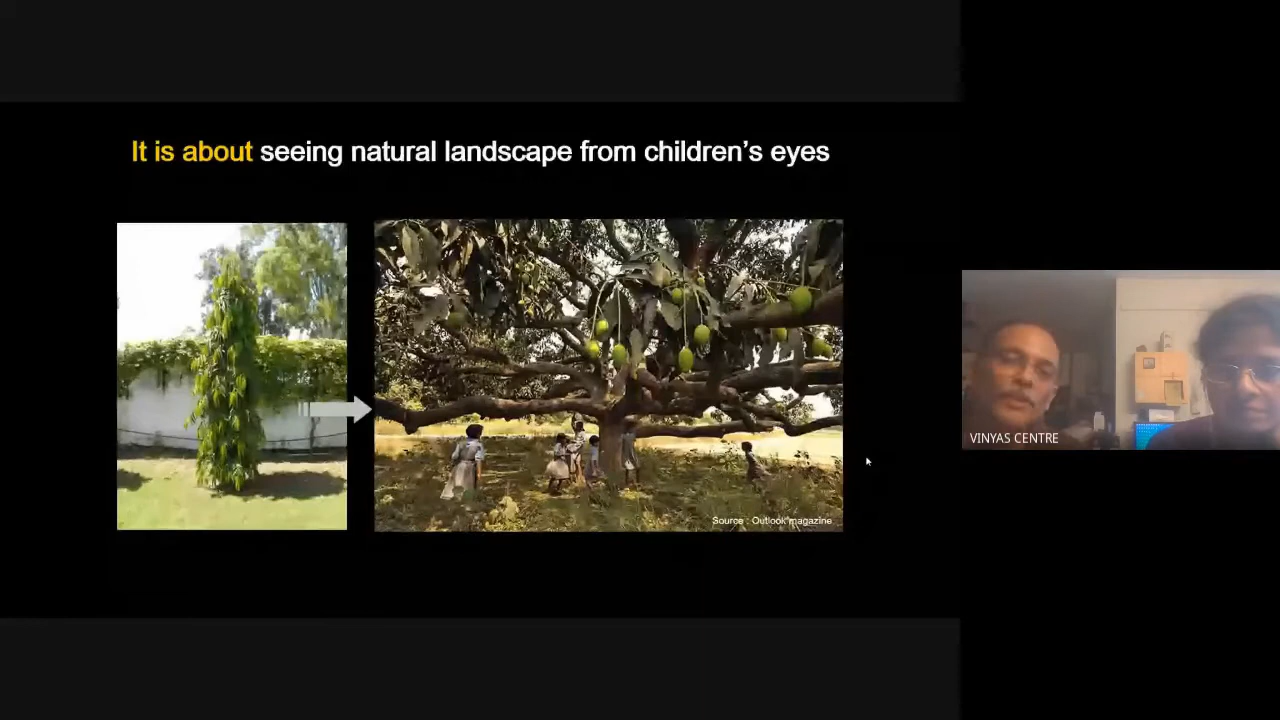 It is about seeing natural landscape from children's eyes
Source : Outlook magazine
VINYAS CENTRE